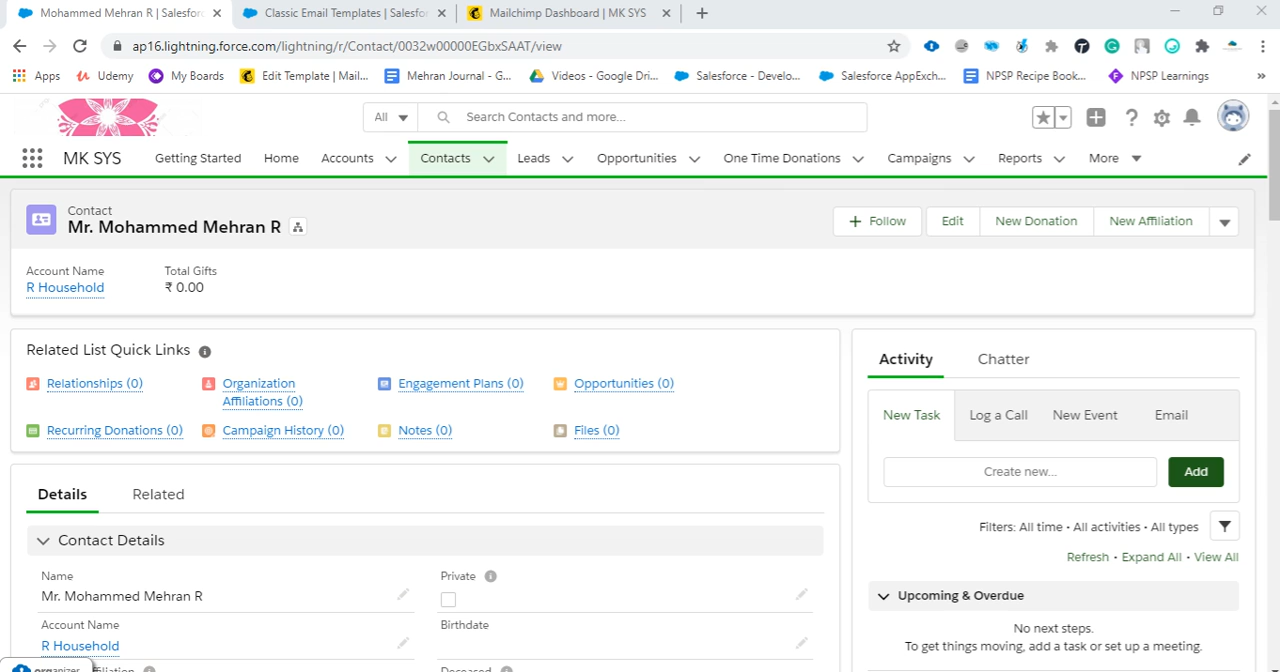 Mohammed Mehran R | Salesforc
Classic Email Templates | Salesfor
Mailchimp Dashboard | MK SYS
ap16.lightning.force.com/lightning/r/Contact/0032w00000EGbxSAAT/view
Apps
Udemy
My Boards
Edit Template | Mail...
Mehran Journal - G...
Videos - Google Dri...
Salesforce - Develo...
Salesforce AppExch...
NPSP Recipe Book...
NPSP Learnings
All
Search Contacts and more...
MK SYS
Getting Started
Home
Accounts
Contacts
Leads
Opportunities
One Time Donations
Campaigns
Reports
More
Contact
Mr. Mohammed Mehran R
+ Follow
Edit
New Donation
New Affiliation
Account Name
Total Gifts
R Household
₹ 0.00
Related List Quick Links
Relationships (0)
Organization
Affiliations (0)
Engagement Plans (0)
Opportunities (0)
Recurring Donations (0)
Campaign History (0)
Notes (0)
Files (0)
Activity
Chatter
New Task
Log a Call
New Event
Email
Create new...
Add
Filters: All time • All activities • All types
Refresh • Expand All • View All
Upcoming & Overdue
No next steps.
To get things moving, add a task or set up a meeting.
Details
Related
Contact Details
Name
Mr. Mohammed Mehran R
Private
Account Name
R Household
Birthdate
Deceased
organizer